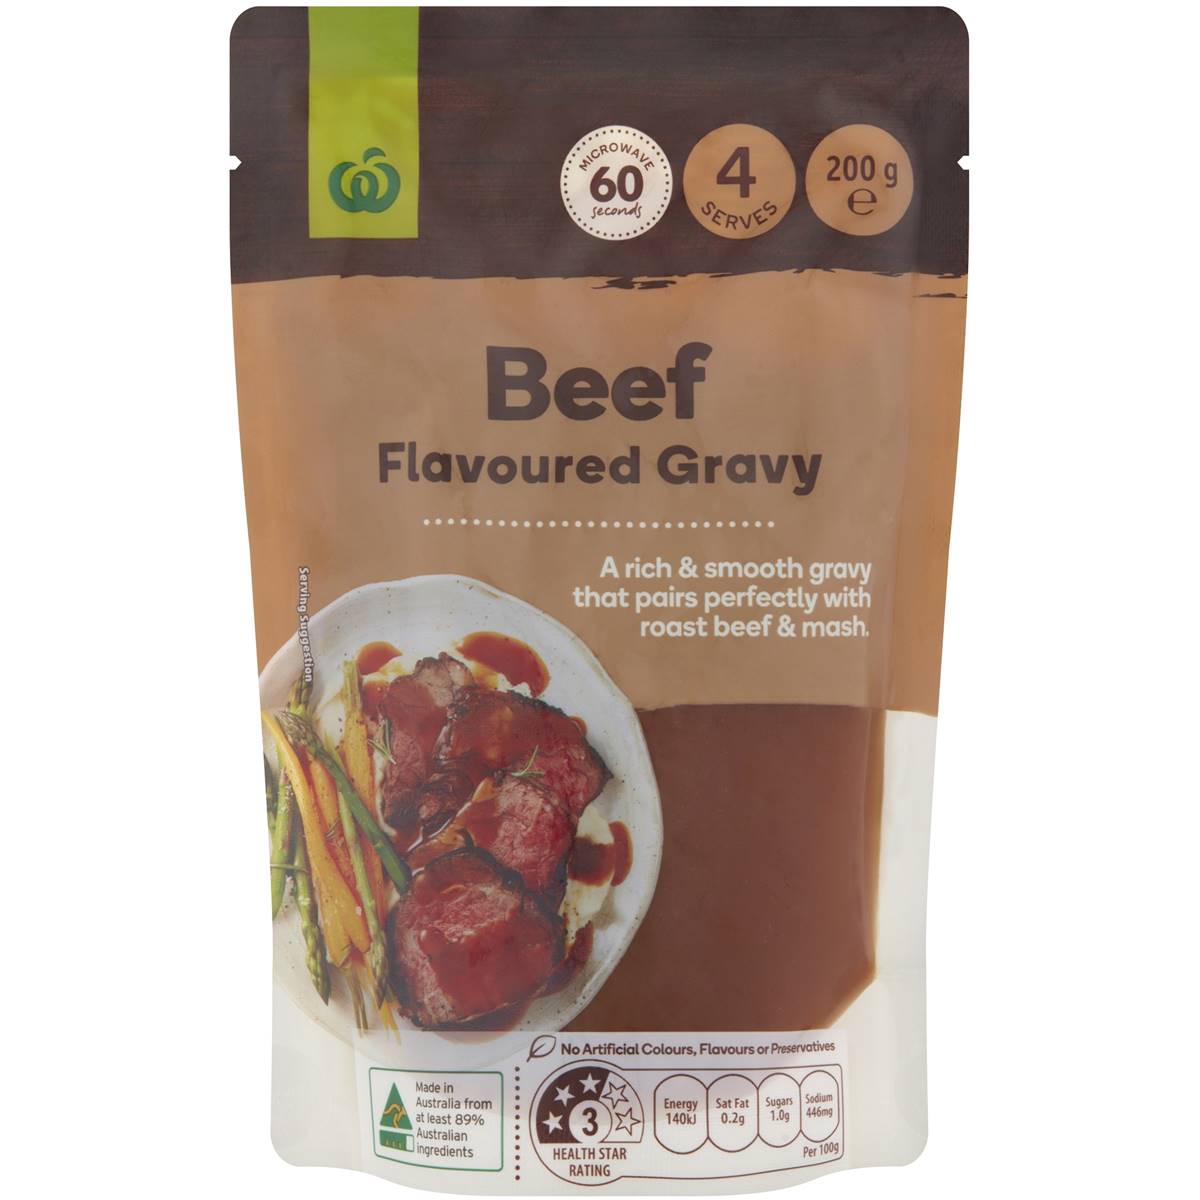 MICROWAVE
60
seconds
4
SERVES
200 g
e
Beef
Flavoured Gravy
A rich & smooth gravy
that pairs perfectly with
roast beef & mash.
Serving Suggestion
No Artificial Colours, Flavours or Preservatives
Made in
Australia from
at least 89%
Australian
ingredients
3
HEALTH STAR
RATING
Energy
140kJ
Sat Fat
0.2g
Sugars
1.0g
Sodium
446mg
Per 100g